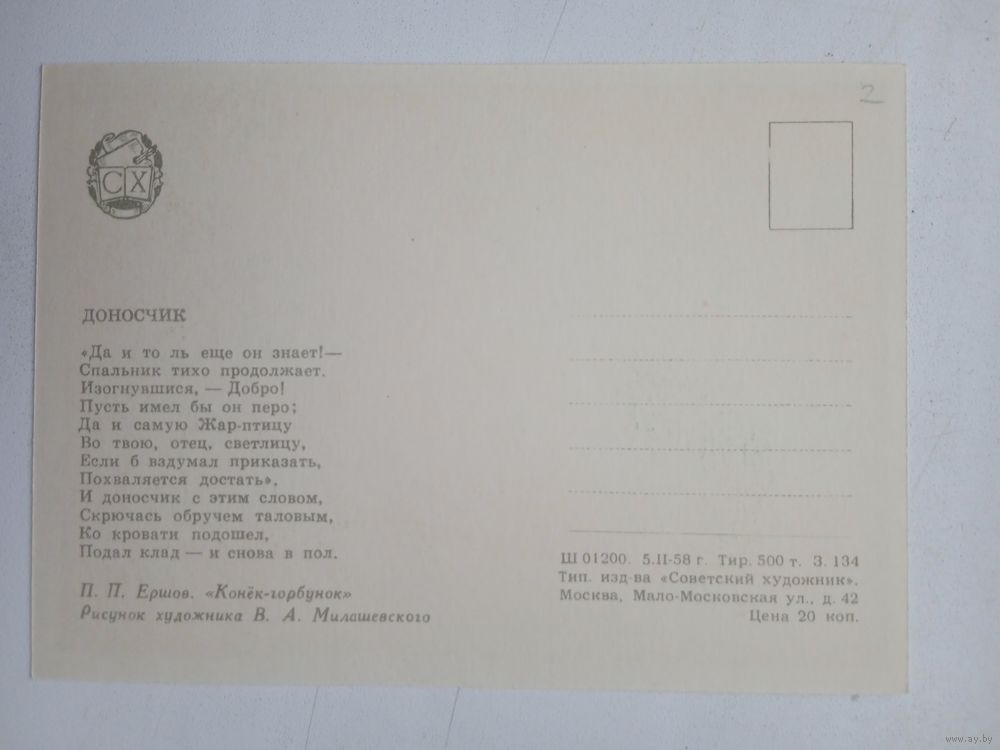 2
СХ
ДОНОСЧИК
«Да и то ль еще он знает!—
Спальник тихо продолжает.
Изогнувшися, — Добро!
Пусть имел бы он перо;
Да и самую Жар-птицу
Во твою, отец, светлицу,
Если б вздумал приказать,
Похваляется достать».
И доносчик с этим словом,
Скрючась обручем таловым,
Ко кровати подошел,
Подал клад — и снова в пол.
П. П. Ершов. «Конёк-горбунок»
Рисунок художника В. А. Милашевского
Ш 01200. 5.II-58 г. Тир. 500 т. З. 134
Тип. изд-ва «Советский художник».
Москва, Мало-Московская ул., д. 42
Цена 20 коп.
www.ay.by